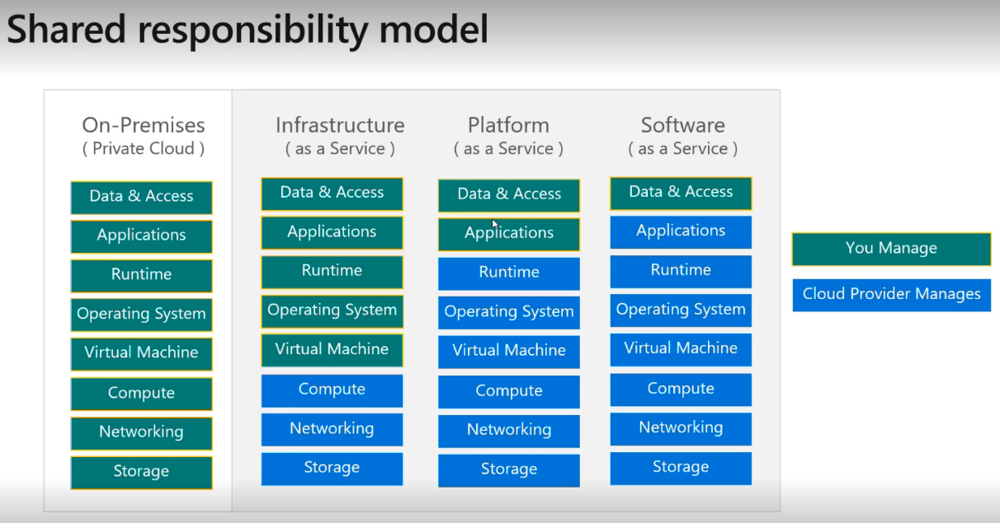 Shared responsibility model
On-Premises
( Private Cloud )
Data & Access
Applications
Runtime
Operating System
Virtual Machine
Compute
Networking
Storage
Infrastructure
( as a Service )
Data & Access
Applications
Runtime
Operating System
Virtual Machine
Compute
Networking
Storage
Platform
( as a Service )
Data & Access
Applications
Runtime
Operating System
Virtual Machine
Compute
Networking
Storage
Software
( as a Service )
Data & Access
Applications
Runtime
Operating System
Virtual Machine
Compute
Networking
Storage
You Manage
Cloud Provider Manages